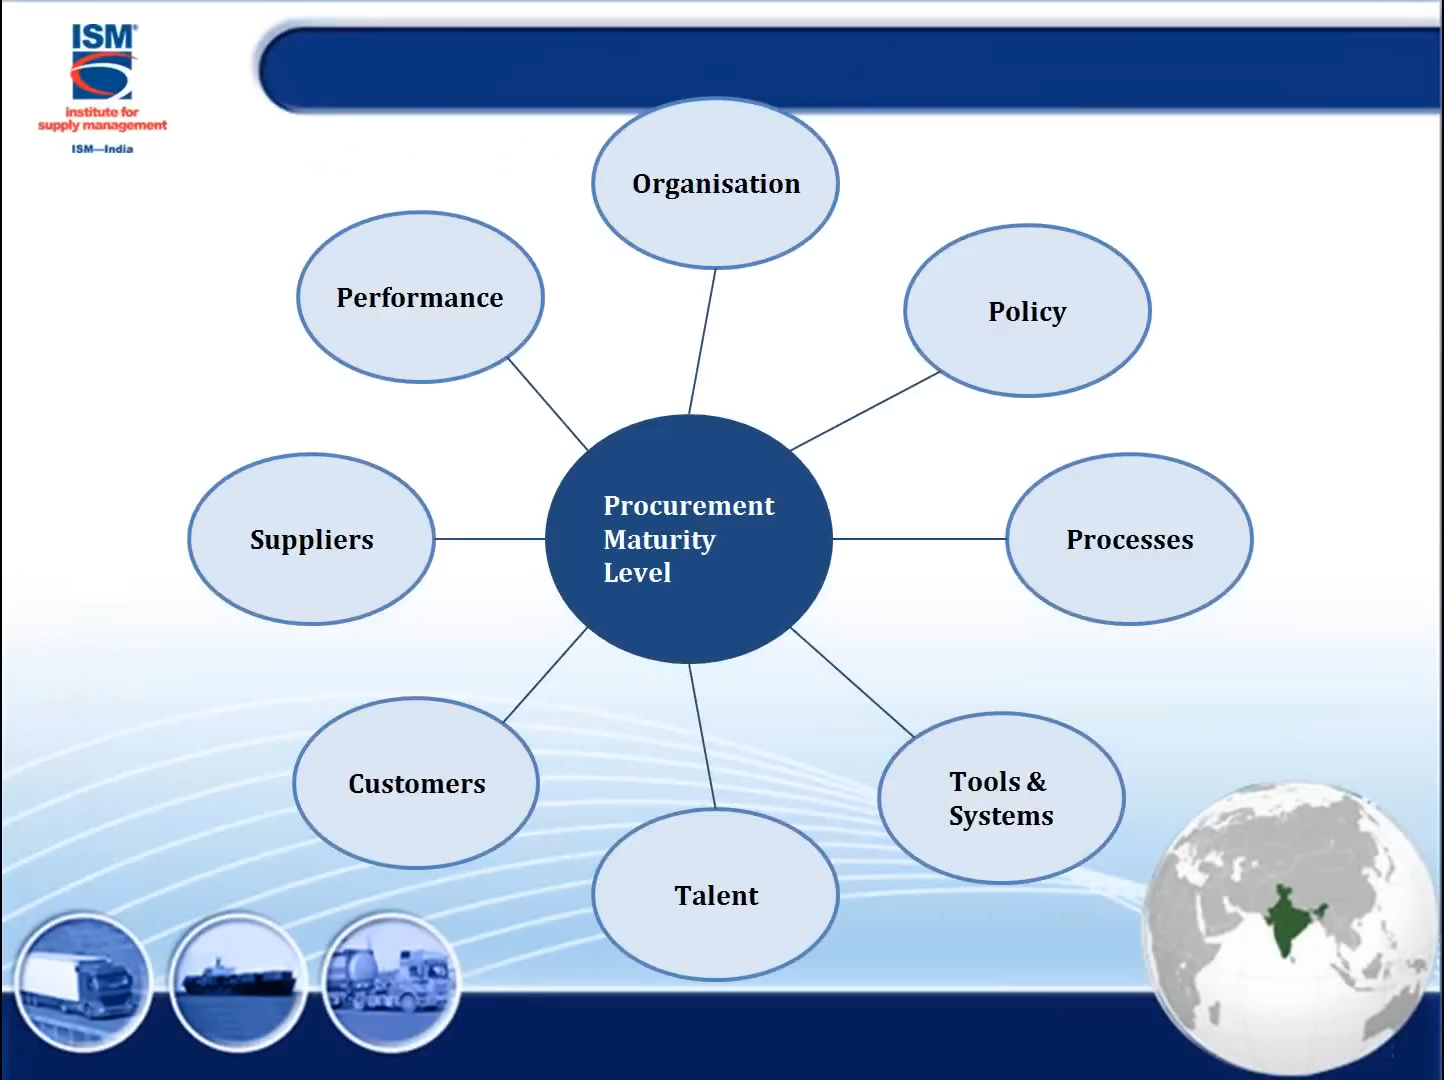 ISM®
institute for
supply management
ISM—India
Organisation
Performance
Policy
Procurement
Maturity
Level
Suppliers
Processes
Customers
Tools &
Systems
Talent